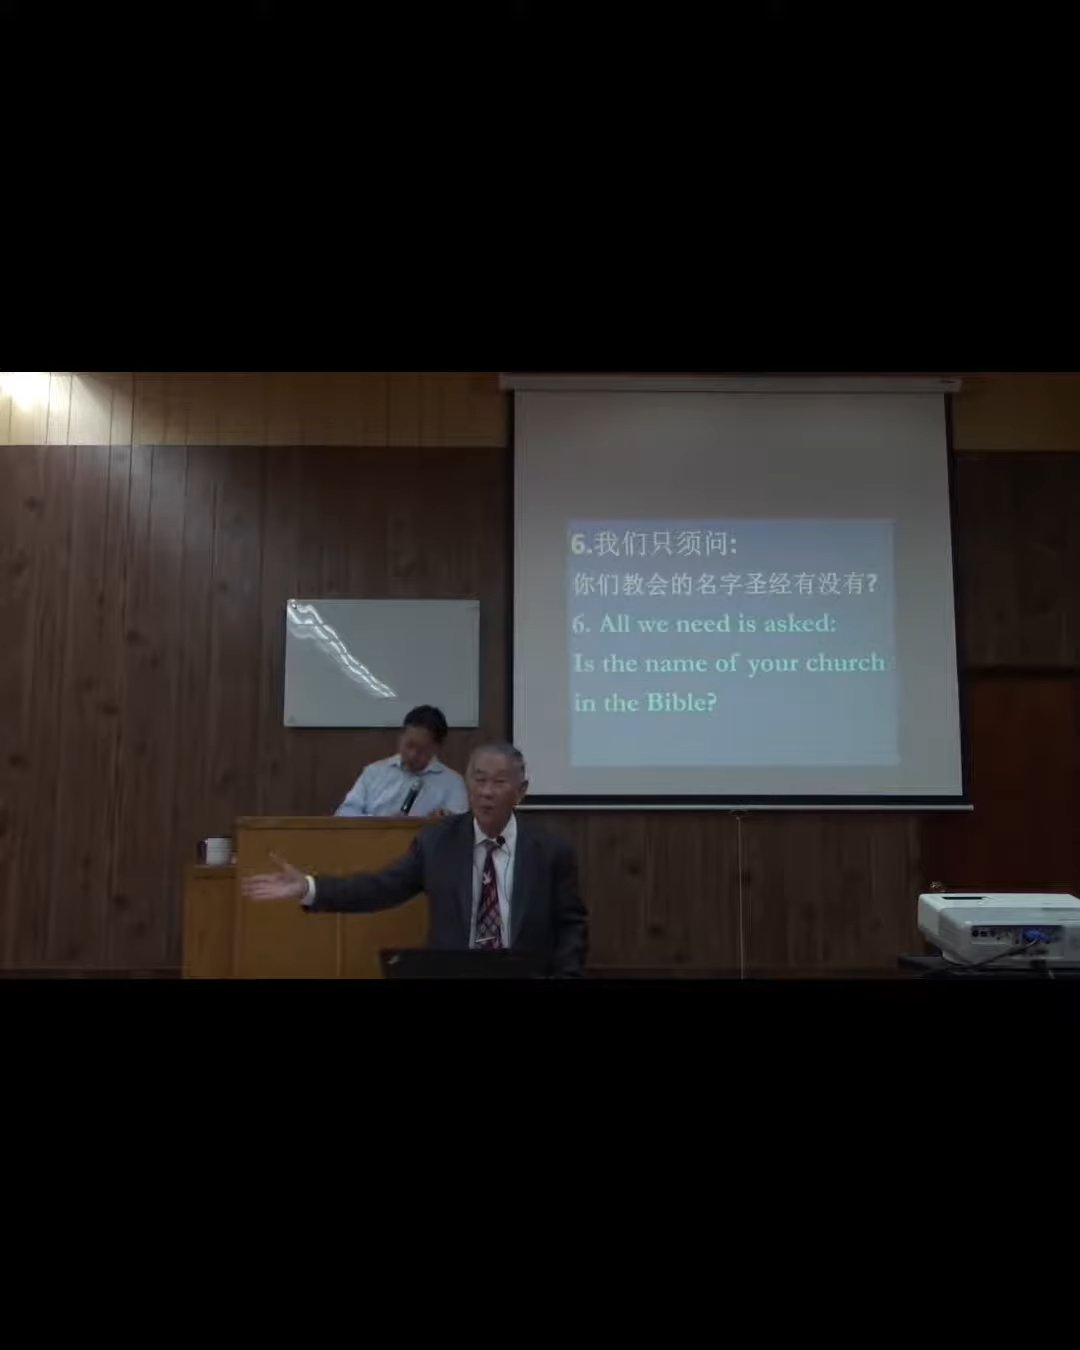 6.我们只须问:
你们教会的名字圣经有没有?
6. All we need is asked:
Is the name of your church
in the Bible?